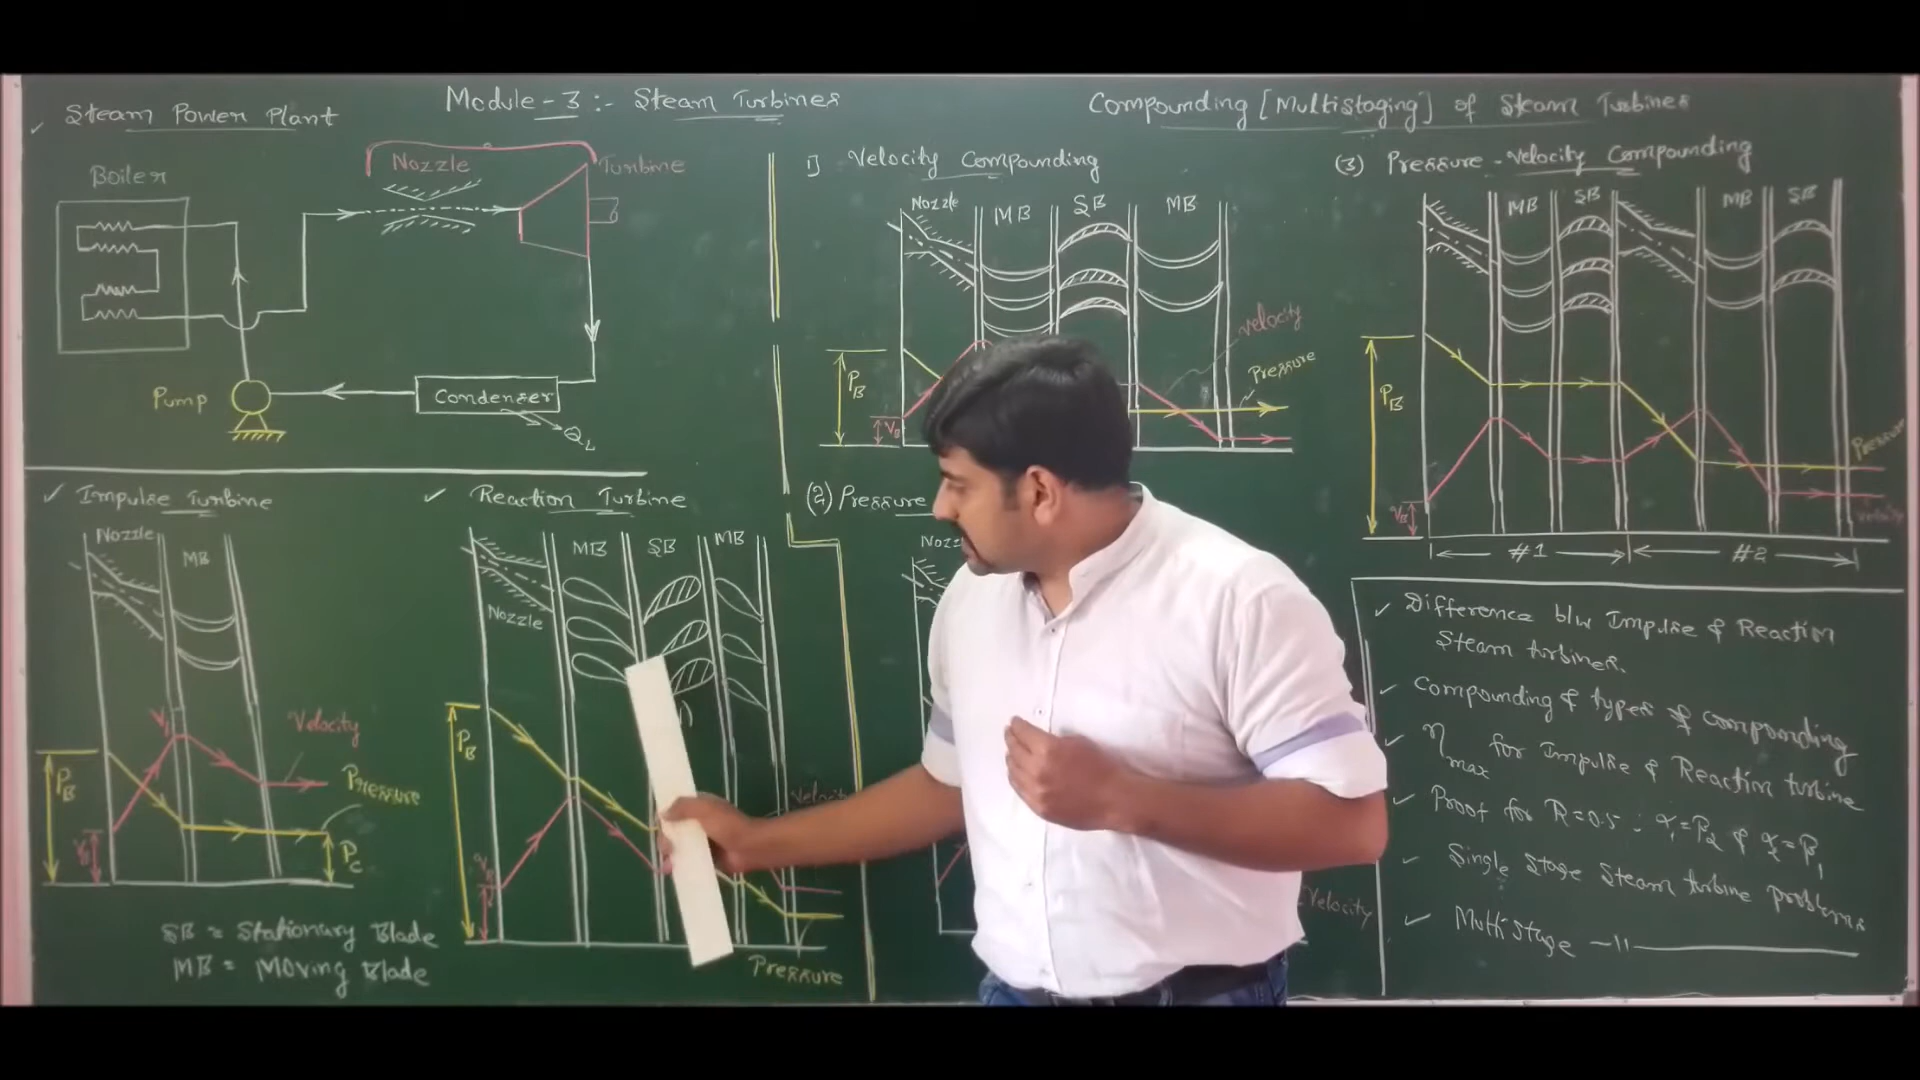 Module-3 :- Steam Turbines
Steam Power Plant
Boiler
Nozzle
Turbine
Pump
Condenser
QL
Impulse Turbine
Nozzle
MB
V1
Velocity
Pressure
PB
PC
SB = Stationary Blade
MB = Moving Blade
Reaction Turbine
MB
SB
MB
Nozzle
PB
Velocity
Pressure
Compounding [Multistaging] of Steam Turbines
1) Velocity Compounding
Nozzle
MB
SB
MB
Velocity
Pressure
PB
VB
(2) Pressure
Velocity
(3) Pressure-Velocity Compounding
MB
SB
MB
SB
PB
VB
Pressure
Velocity
#1
#2
Difference b/w Impulse & Reaction
Steam turbines.
Compounding & types of compounding
ηmax for Impulse & Reaction turbine
Proof for R=0.5 : α1=β2 & α2=β1
Single Stage Steam turbine problems
Multi Stage —11—